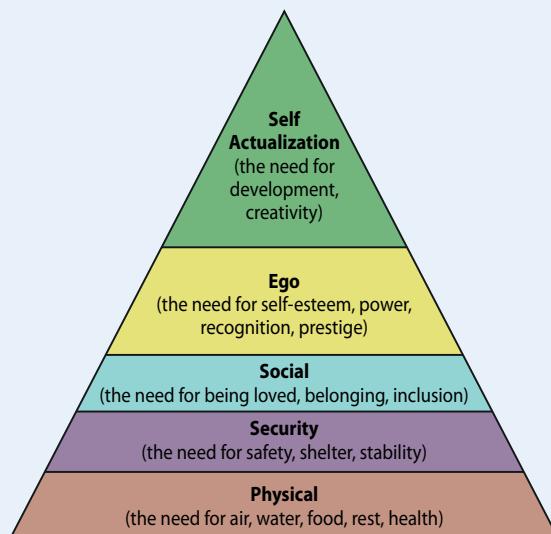 Self
Actualization
(the need for
development,
creativity)
Ego
(the need for self-esteem, power,
recognition, prestige)
Social
(the need for being loved, belonging, inclusion)
Security
(the need for safety, shelter, stability)
Physical
(the need for air, water, food, rest, health)